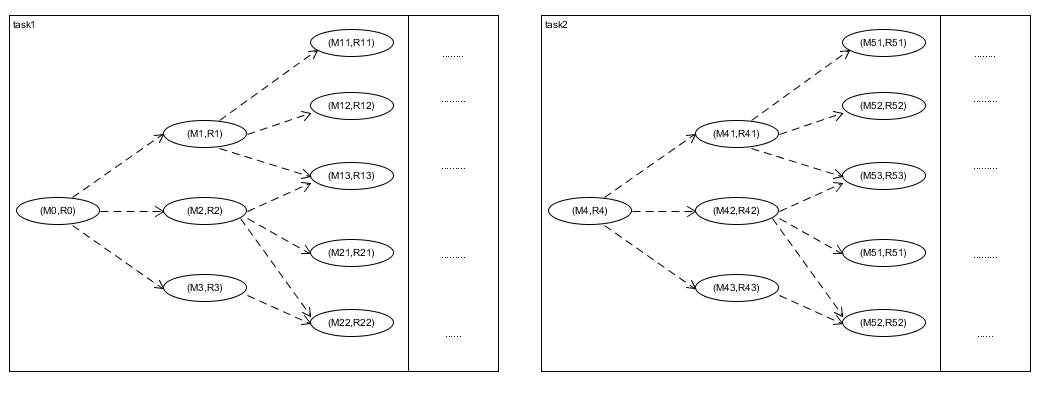 task1
(M11,R11)
........
(M12,R12)
.........
(M1,R1)
(M13,R13)
.........
(M0,R0)
(M2,R2)
(M21,R21)
.........
(M3,R3)
(M22,R22)
......
task2
(M51,R51)
........
(M52,R52)
.........
(M41,R41)
(M53,R53)
.........
(M4,R4)
(M42,R42)
(M51,R51)
.........
(M43,R43)
(M52,R52)
......